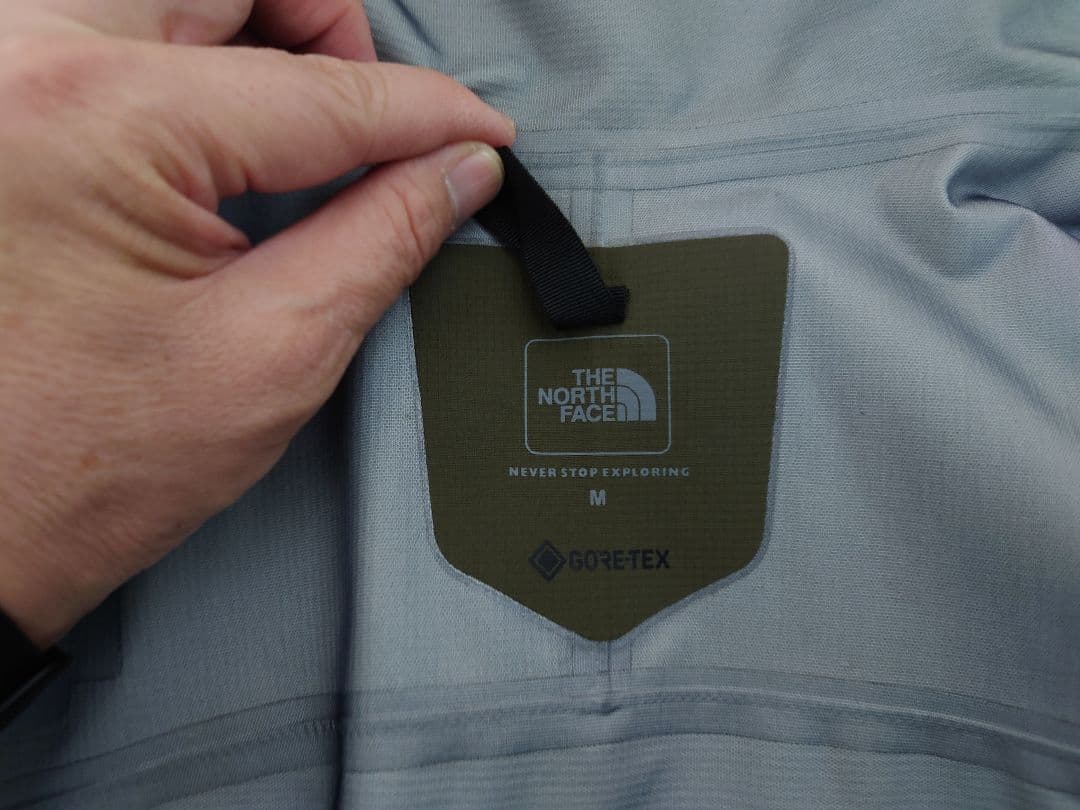 THE
NORTH
FACE
NEVER STOP EXPLORING
M
GORE-TEX